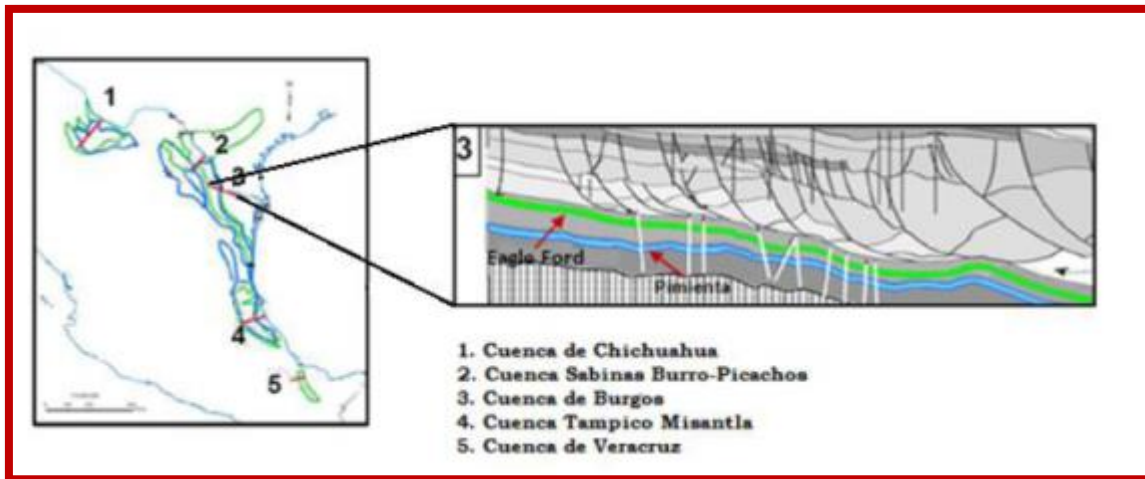 1
2
3
4
5
3
Eagle Ford
Pimienta
1. Cuenca de Chichuahua
2. Cuenca Sabinas Burro-Picachos
3. Cuenca de Burgos
4. Cuenca Tampico Misantla
5. Cuenca de Veracruz